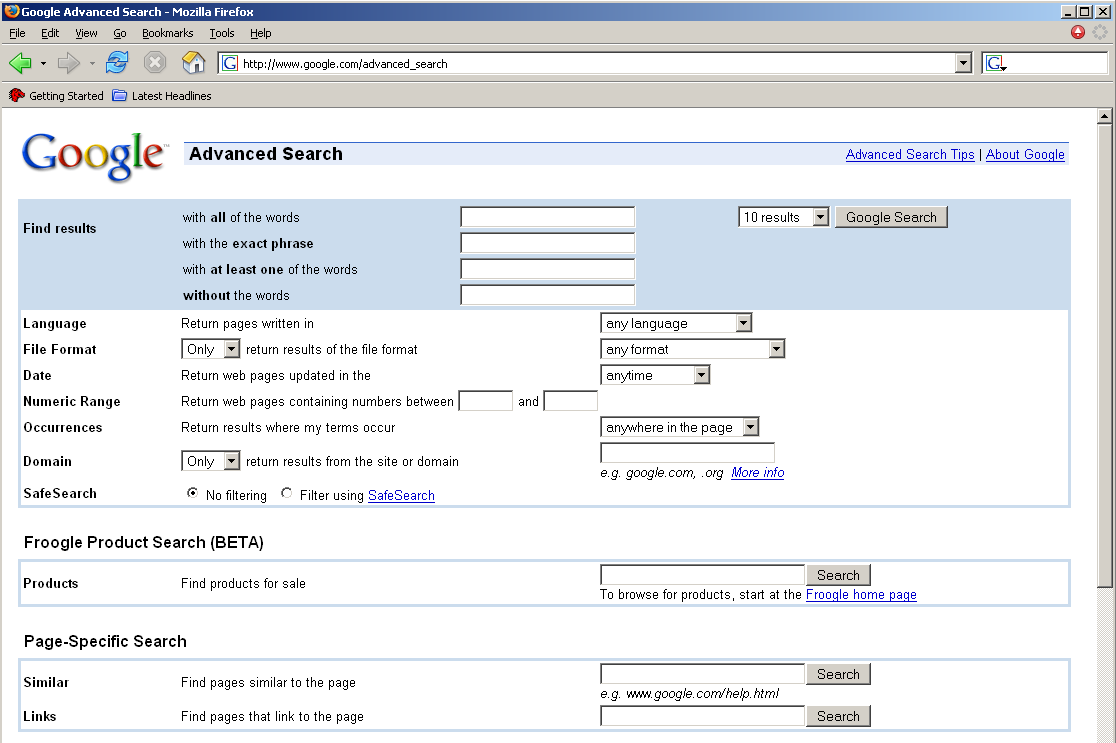 Google Advanced Search - Mozilla Firefox
File Edit View Go Bookmarks Tools Help
http://www.google.com/advanced_search
Getting Started Latest Headlines
Google™ Advanced Search Advanced Search Tips | About Google
Find results with all of the words 10 results Google Search
with the exact phrase
with at least one of the words
without the words
Language Return pages written in any language
File Format Only return results of the file format any format
Date Return web pages updated in the anytime
Numeric Range Return web pages containing numbers between and
Occurrences Return results where my terms occur anywhere in the page
Domain Only return results from the site or domain
e.g. google.com, .org More info
SafeSearch No filtering Filter using SafeSearch
Froogle Product Search (BETA)
Products Find products for sale Search
To browse for products, start at the Froogle home page
Page-Specific Search
Similar Find pages similar to the page Search
e.g. www.google.com/help.html
Links Find pages that link to the page Search